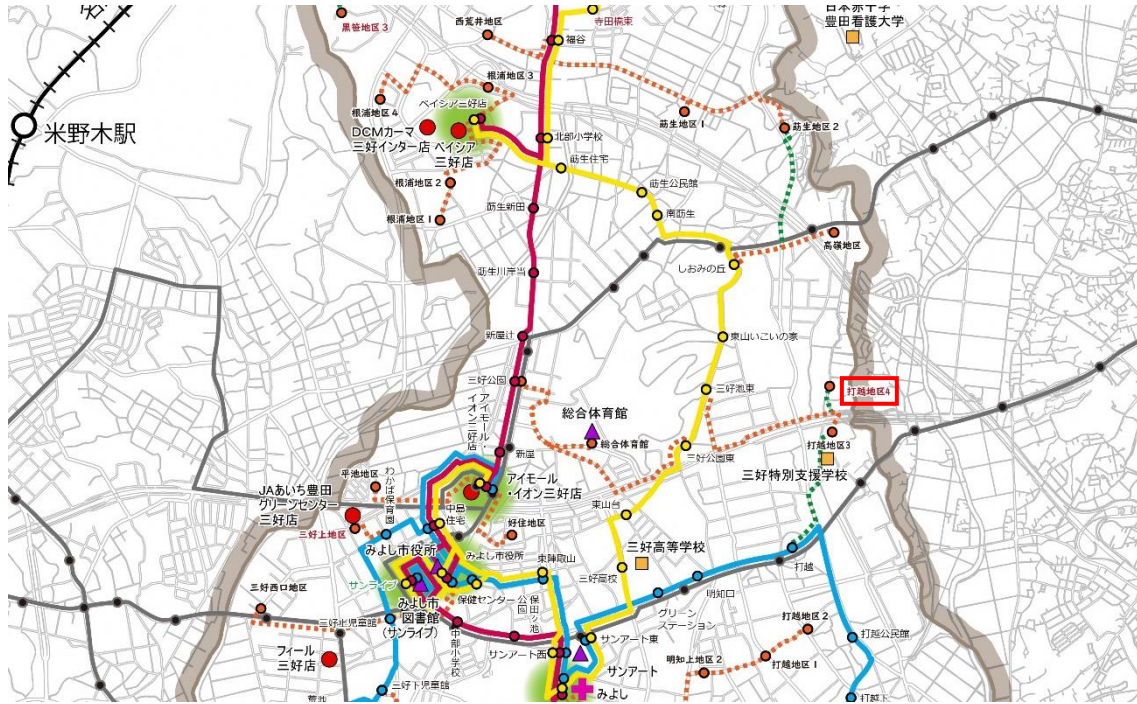 寺田橋東
日本赤十字
豊田看護大学
黒笹地区3
西荒井地区
福谷
根浦地区3
ベイシア三好店
根浦地区4
DCMカーマ
三好インター店
ベイシア
三好店
米野木駅
北部小学校
莇生地区1
莇生地区2
莇生住宅
根浦地区2
莇生公民館
莇生新田
南莇生
根浦地区1
高嶺地区
しおみの丘
莇生川岸当
新屋辻
東山いこいの家
三好公園
三好池東
打越地区4
アイモール・
イオン三好店
総合体育館
総合体育館
打越地区3
新屋
三好公園東
三好特別支援学校
わかば保育園
平池地区
JAあいち豊田
グリーンセンター
三好店
アイモール
・イオン三好店
中島
住宅
東山台
好住地区
三好上地区
みよし市役所
みよし市役所
東陣取山
三好高等学校
打越
サンライブ
三好高校
保健センター
保田ヶ池
公園
明知口
三好西口地区
みよし市
図書館
(サンライブ)
グリーン
ステーション
打越地区2
三好上児童館
中部小学校
サンアート東
打越公民館
フィール
三好店
サンアート西
サンアート
明知上地区2
打越地区1
三好下児童館
みよし
打越下